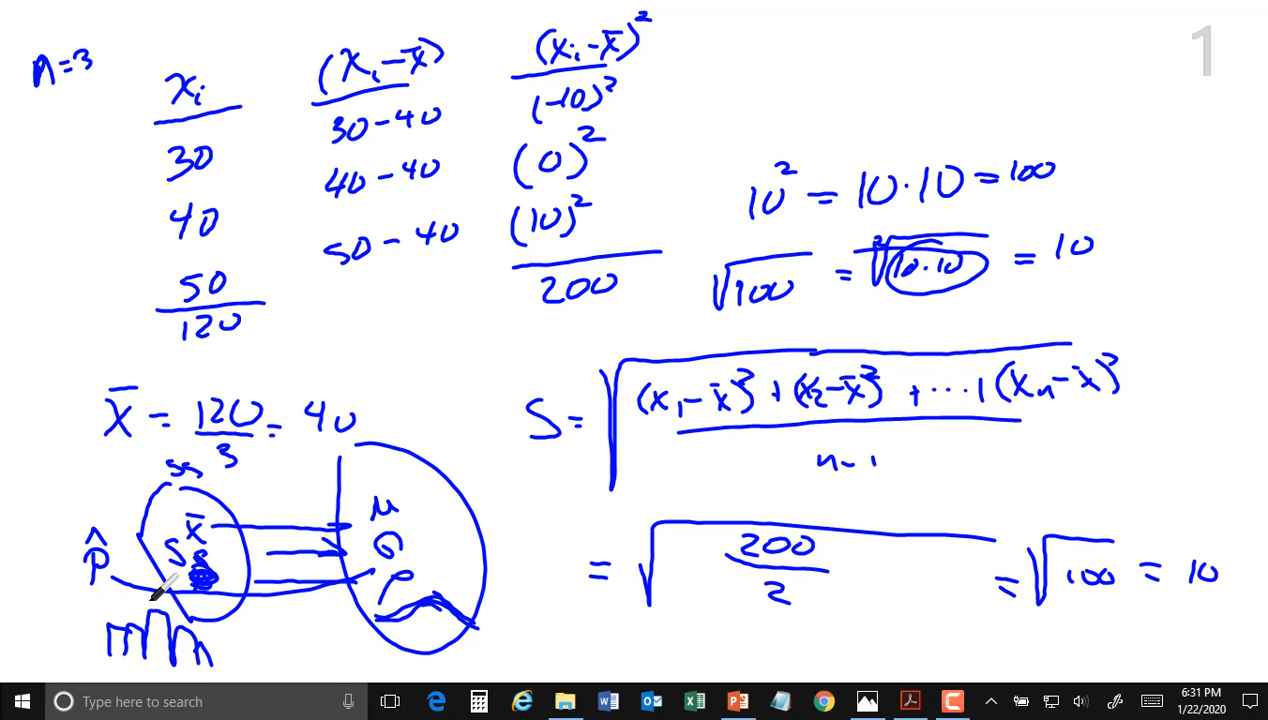 1
n=3
xᵢ (xᵢ-x̄) (xᵢ-x̄)²
30 30-40 (-10)²
40 40-40 (0)²
50 50-40 (10)²
120 200
10² = 10·10 = 100
√100 = ²√10·10 = 10
x̄ = 120/3 = 40
S = √((x₁-x̄)²+(x₂-x̄)²+···+(xₙ-x̄)²)/(n-1)
= √(200/2) = √100 = 10
ss
x̄ μ
S σ
p̂ p
Type here to search
6:31 PM
1/22/2020